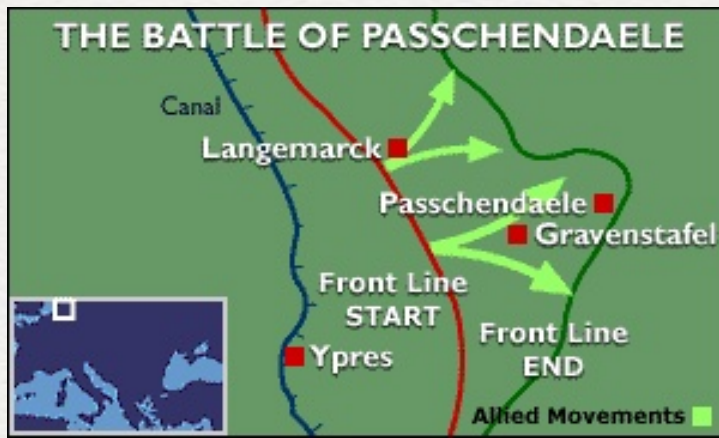 THE BATTLE OF PASSCHENDAELE
Canal
Langemarck
Passchendaele
Gravenstafel
Front Line
START
Front Line
END
Ypres
Allied Movements